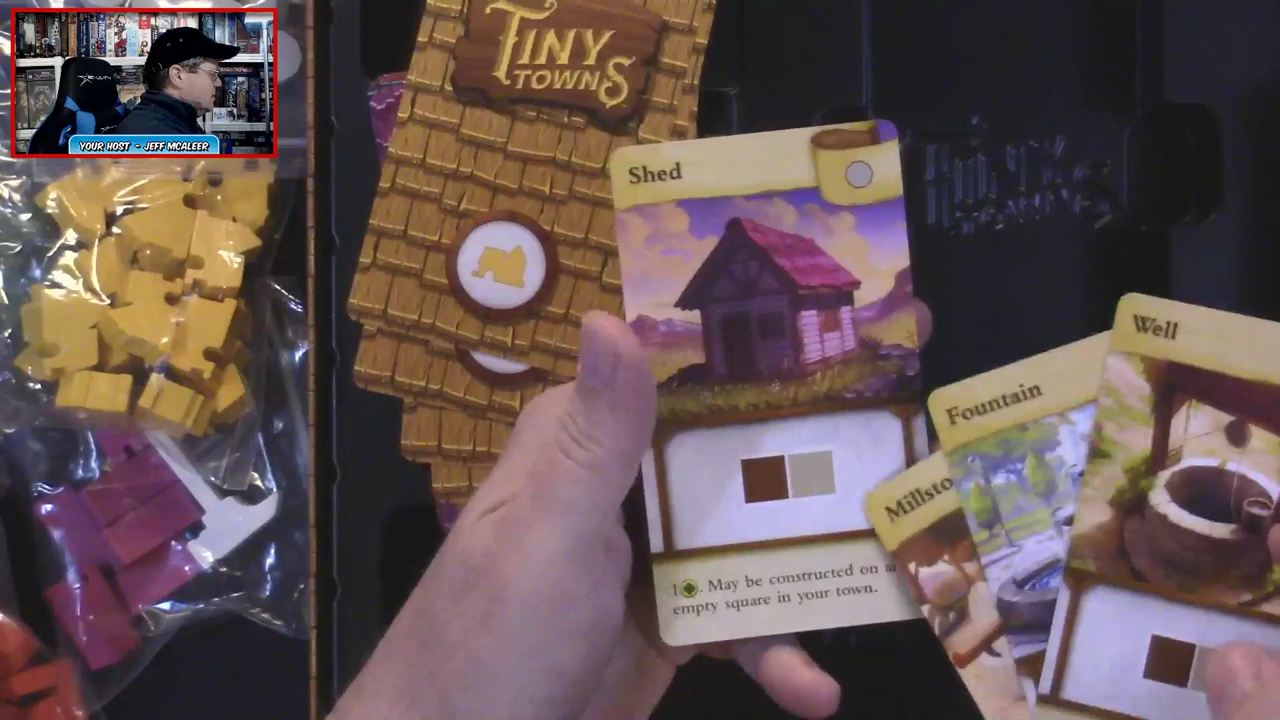 YOUR HOST - JEFF MCALEER
TINY
TOWNS
Shed
1 . May be constructed on
empty square in your town.
Well
Fountain
Millsto